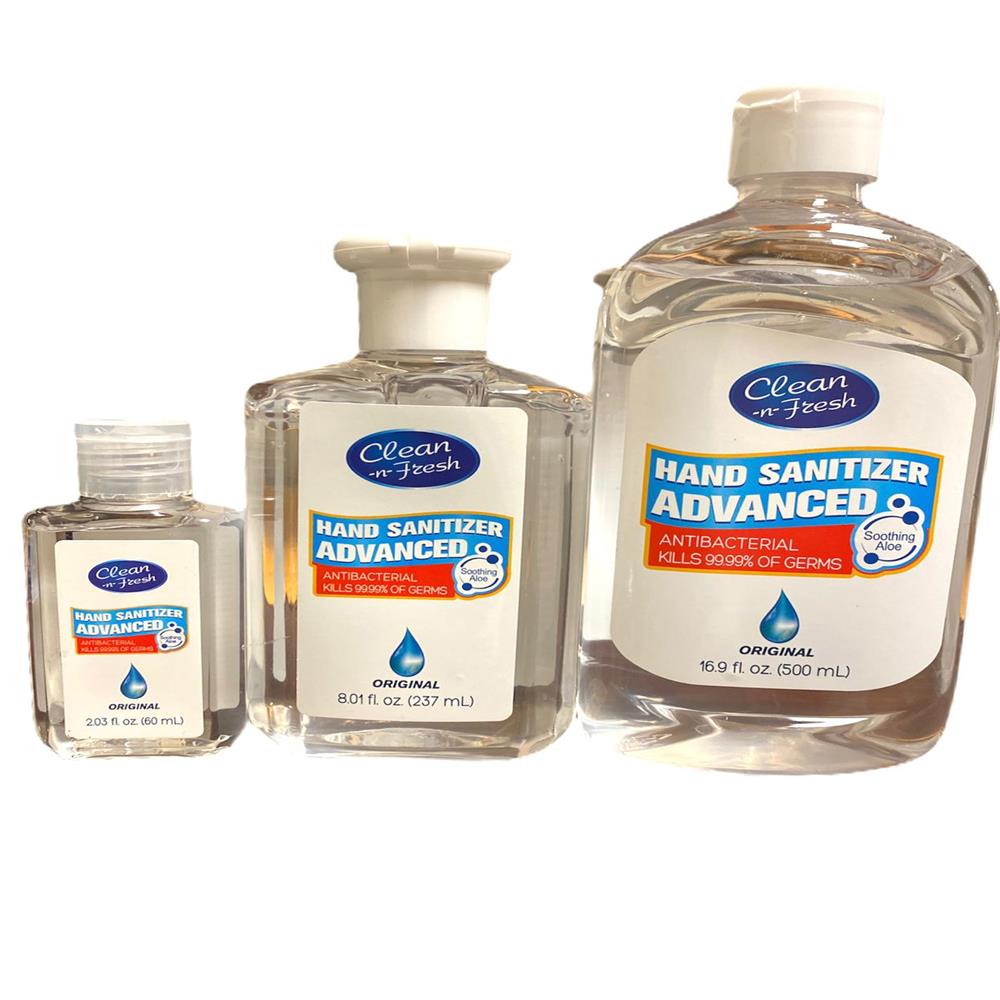 Clean
-n- Fresh
HAND SANITIZER
ADVANCED
Soothing
Aloe
ANTIBACTERIAL
KILLS 99.99% OF GERMS
ORIGINAL
2.03 fl. oz. (60 mL)
Clean
-n- Fresh
HAND SANITIZER
ADVANCED
Soothing
Aloe
ANTIBACTERIAL
KILLS 99.99% OF GERMS
ORIGINAL
8.01 fl. oz. (237 mL)
Clean
-n- Fresh
HAND SANITIZER
ADVANCED
Soothing
Aloe
ANTIBACTERIAL
KILLS 99.99% OF GERMS
ORIGINAL
16.9 fl. oz. (500 mL)